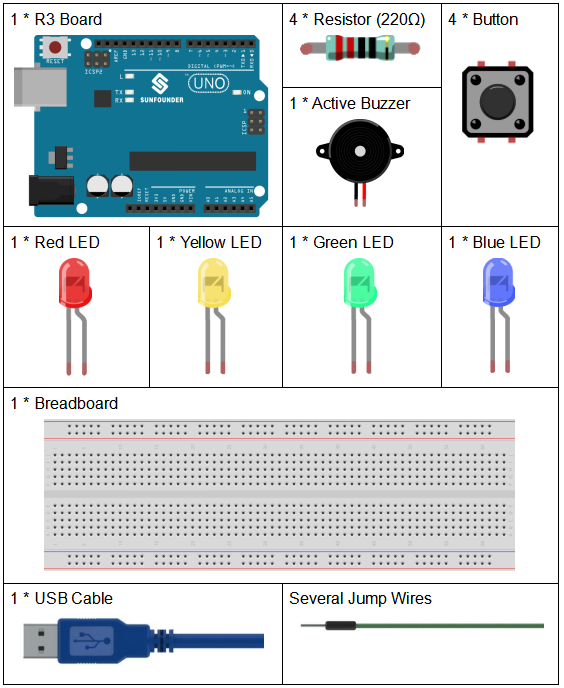 1 * R3 Board
4 * Resistor (220Ω)
4 * Button
RESET
ICSP2
L
TX
RX
SUNFOUNDER
DIGITAL (PWM~)
UNO
ON
ICSP
POWER
ANALOG IN
1 * Active Buzzer
1 * Red LED
1 * Yellow LED
1 * Green LED
1 * Blue LED
1 * Breadboard
1 * USB Cable
Several Jump Wires